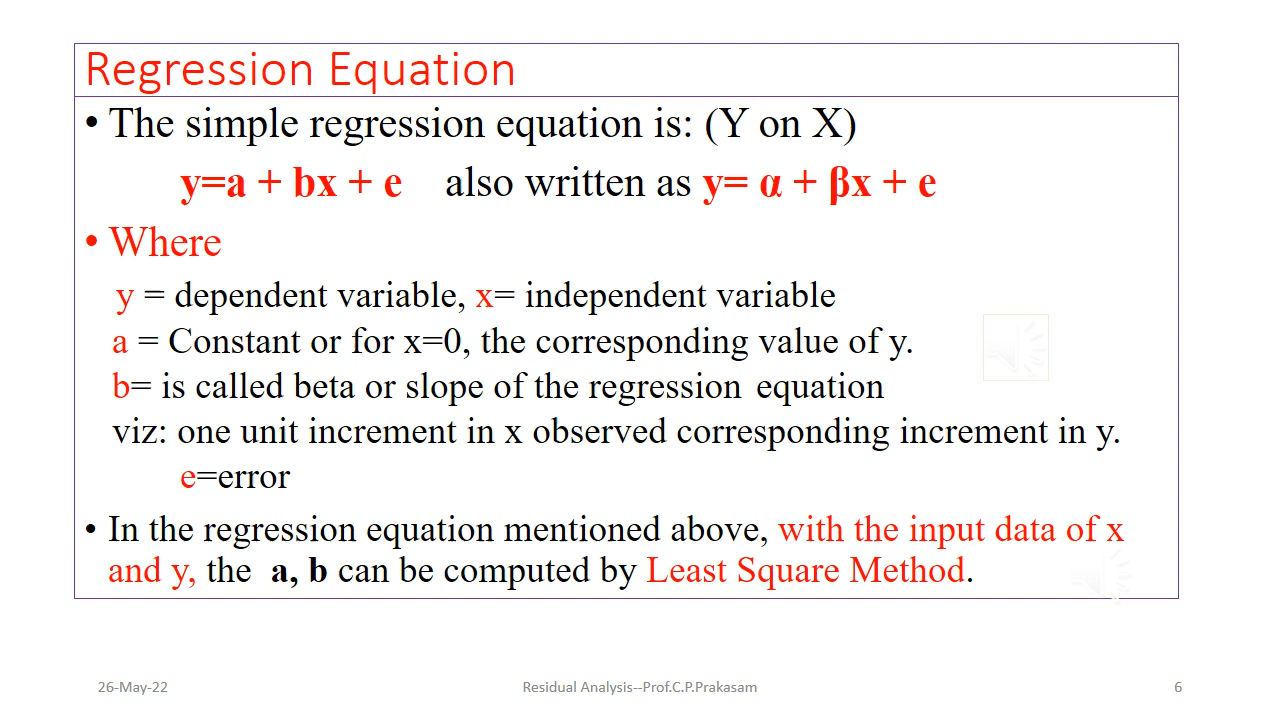 Regression Equation
• The simple regression equation is: (Y on X)
y=a + bx + e also written as y= α + βx + e
• Where
y = dependent variable, x= independent variable
a = Constant or for x=0, the corresponding value of y.
b= is called beta or slope of the regression equation
viz: one unit increment in x observed corresponding increment in y.
e=error
• In the regression equation mentioned above, with the input data of x
and y, the a, b can be computed by Least Square Method.
26-May-22 Residual Analysis--Prof.C.P.Prakasam 6